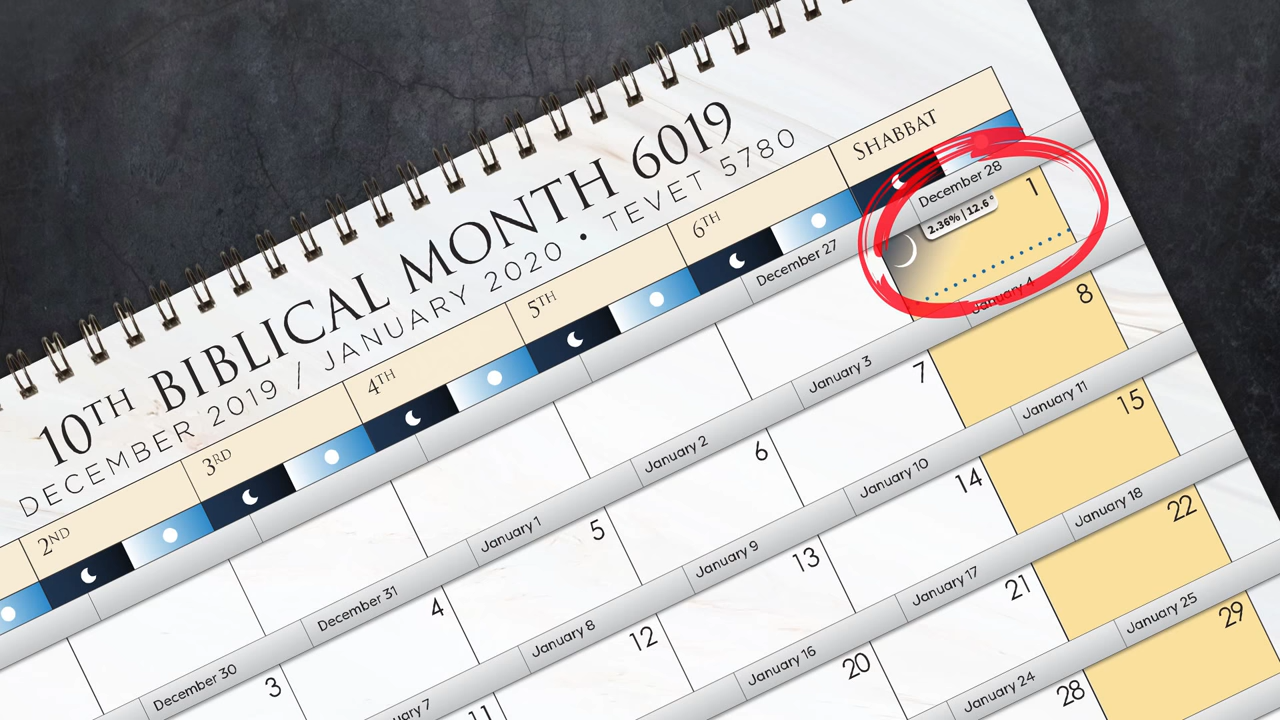 10TH BIBLICAL MONTH 6019
DECEMBER 2019 / JANUARY 2020 • TEVET 5780
2ND
3RD
4TH
5TH
6TH
SHABBAT
December 27
December 28
2.36% | 12.6°
1
December 30
December 31
January 1
January 2
January 3
January 4
3
4
5
6
7
8
January 8
January 9
January 10
January 11
11
12
13
14
15
January 16
January 17
January 18
20
21
22
January 24
January 25
28
29